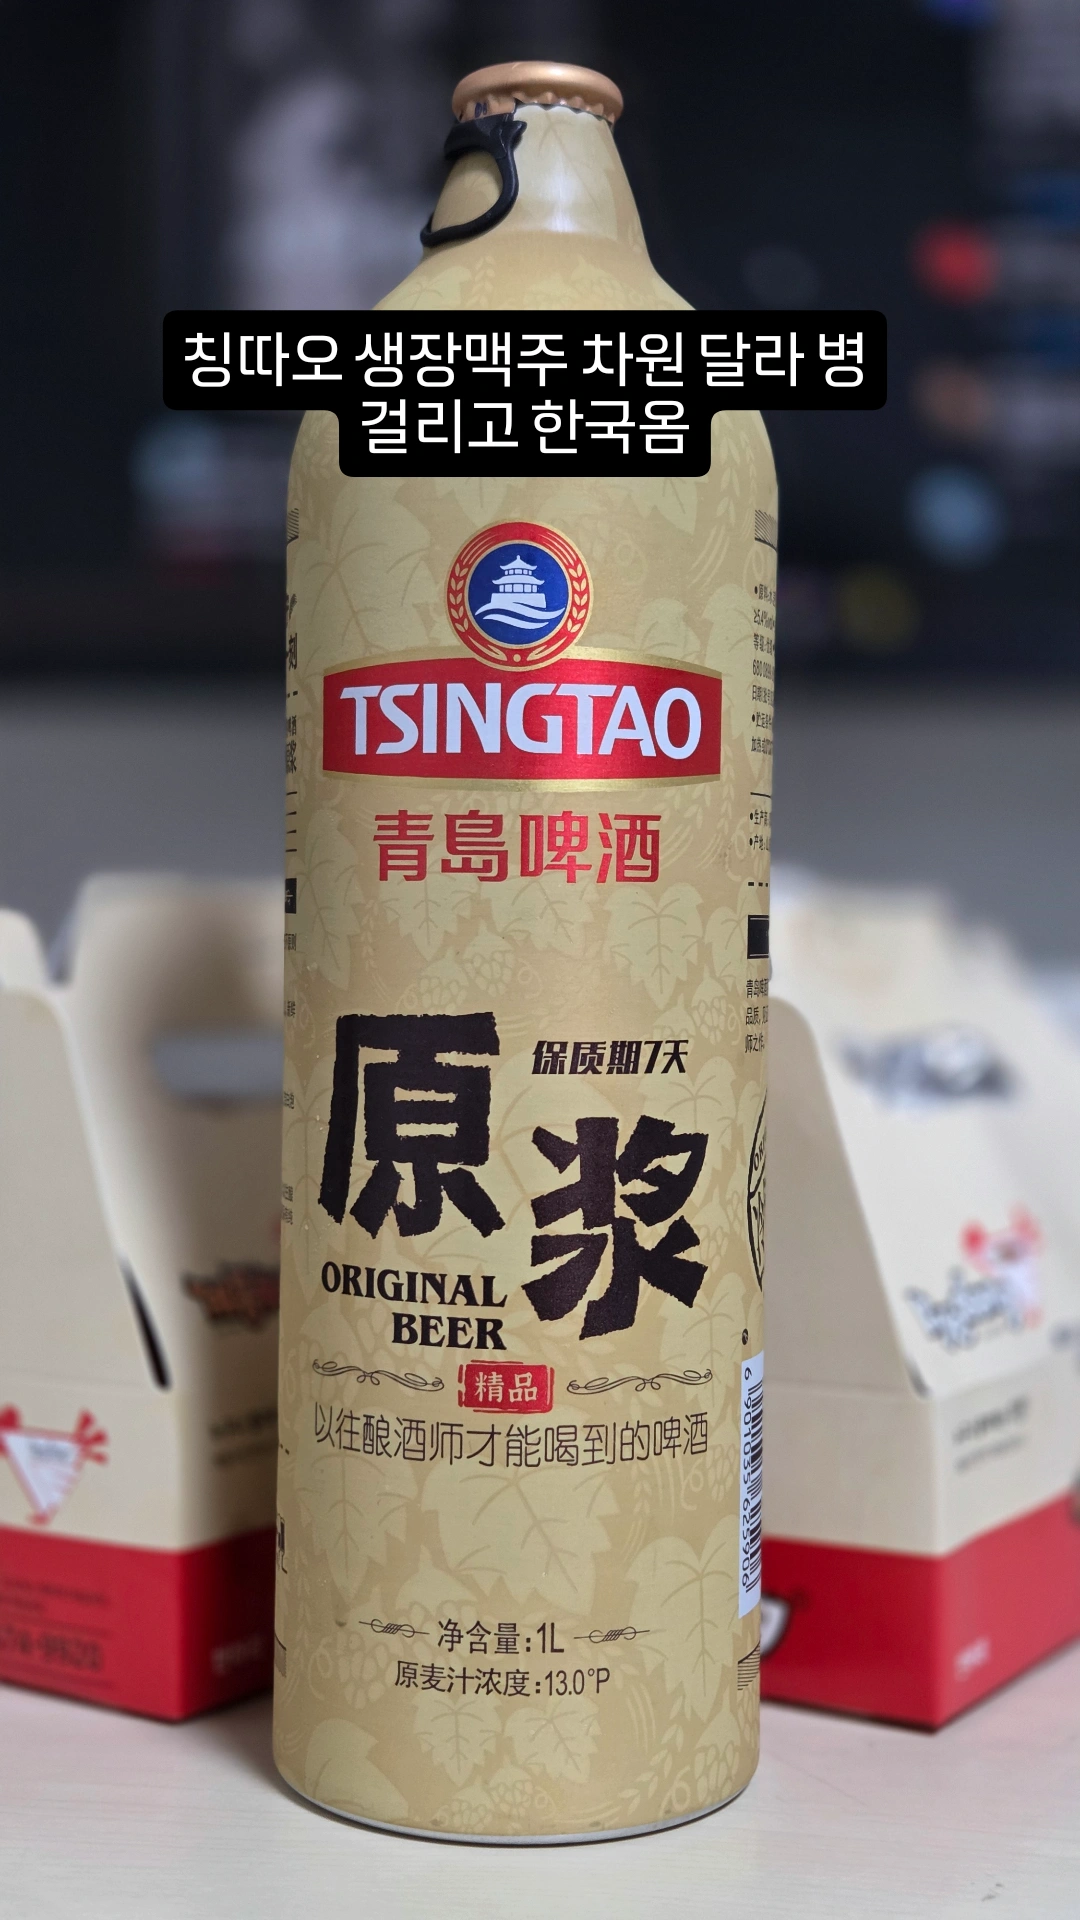 칭따오 생장맥주 차원 달라 병
걸리고 한국옴
TSINGTAO
青島啤酒
原浆
保质期7天
ORIGINAL
BEER
精品
以往酿酒师才能喝到的啤酒
净含量:1L
原麦汁浓度:13.0°P
6 901035 625906